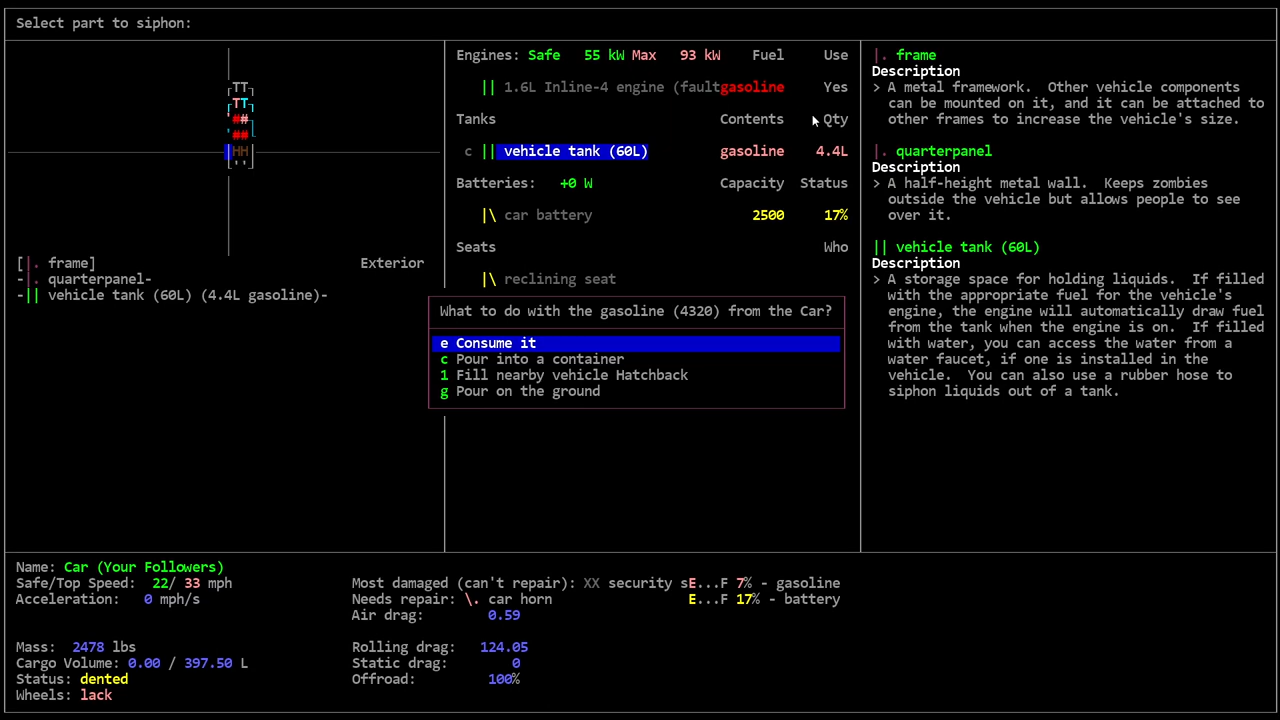 Select part to siphon:
Engines: Safe 55 kW Max 93 kW Fuel Use
|| 1.6L Inline-4 engine (faultgasoline Yes
Tanks Contents Qty
c || vehicle tank (60L) gasoline 4.4L
Batteries: +0 W Capacity Status
|\ car battery 2500 17%
Seats Who
|\ reclining seat
[|. frame] Exterior
-|. quarterpanel-
-|| vehicle tank (60L) (4.4L gasoline)-
What to do with the gasoline (4320) from the Car?
e Consume it
c Pour into a container
1 Fill nearby vehicle Hatchback
g Pour on the ground
|. frame
Description
> A metal framework. Other vehicle components
can be mounted on it, and it can be attached to
other frames to increase the vehicle's size.
|. quarterpanel
Description
> A half-height metal wall. Keeps zombies
outside the vehicle but allows people to see
over it.
|| vehicle tank (60L)
Description
> A storage space for holding liquids. If filled
with the appropriate fuel for the vehicle's
engine, the engine will automatically draw fuel
from the tank when the engine is on. If filled
with water, you can access the water from a
water faucet, if one is installed in the
vehicle. You can also use a rubber hose to
siphon liquids out of a tank.
Name: Car (Your Followers)
Safe/Top Speed: 22/ 33 mph
Acceleration: 0 mph/s
Mass: 2478 lbs
Cargo Volume: 0.00 / 397.50 L
Status: dented
Wheels: lack
Most damaged (can't repair): XX security sE...F 7% - gasoline
Needs repair: \. car horn E...F 17% - battery
Air drag: 0.59
Rolling drag: 124.05
Static drag: 0
Offroad: 100%